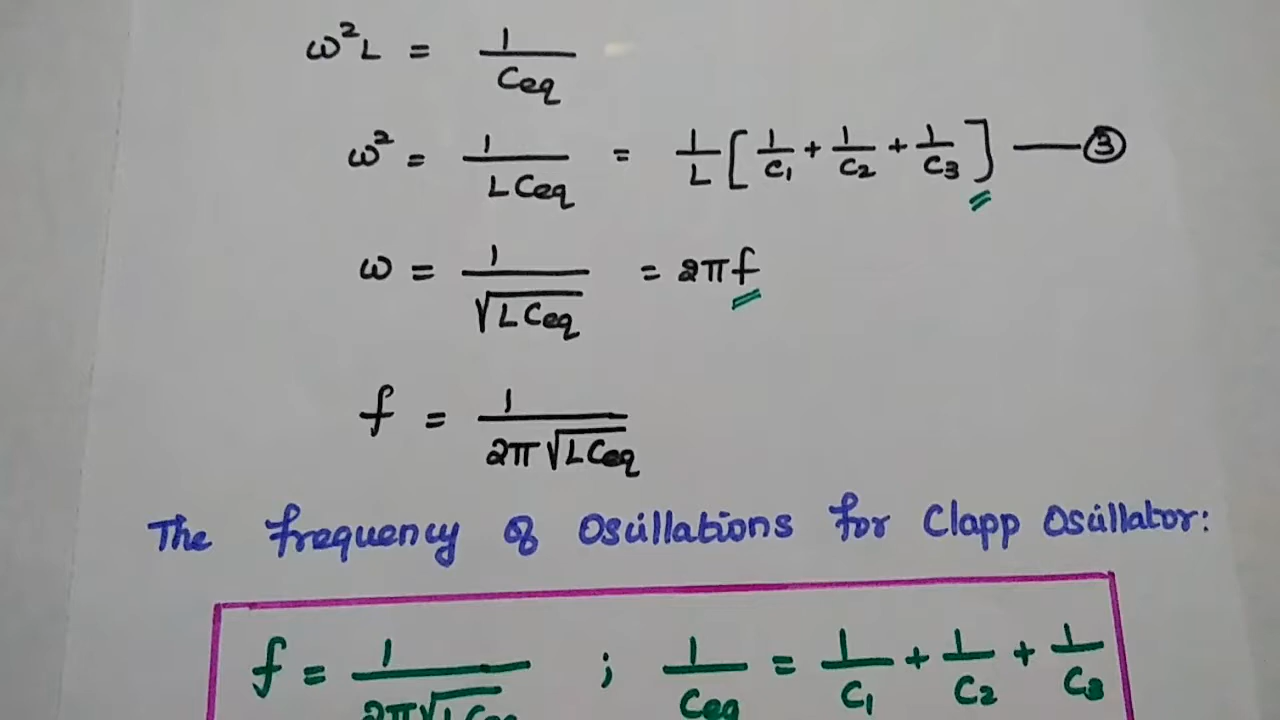 ω²L = 1/Ceq
ω² = 1/LCeq = 1/L [1/C₁ + 1/C₂ + 1/C₃] — ③
ω = 1/√LCeq = 2πf
f = 1/2π√LCeq
The frequency of Oscillations for Clapp Oscillator:
f = 1/2π√LCeq ; 1/Ceq = 1/C₁ + 1/C₂ + 1/C₃